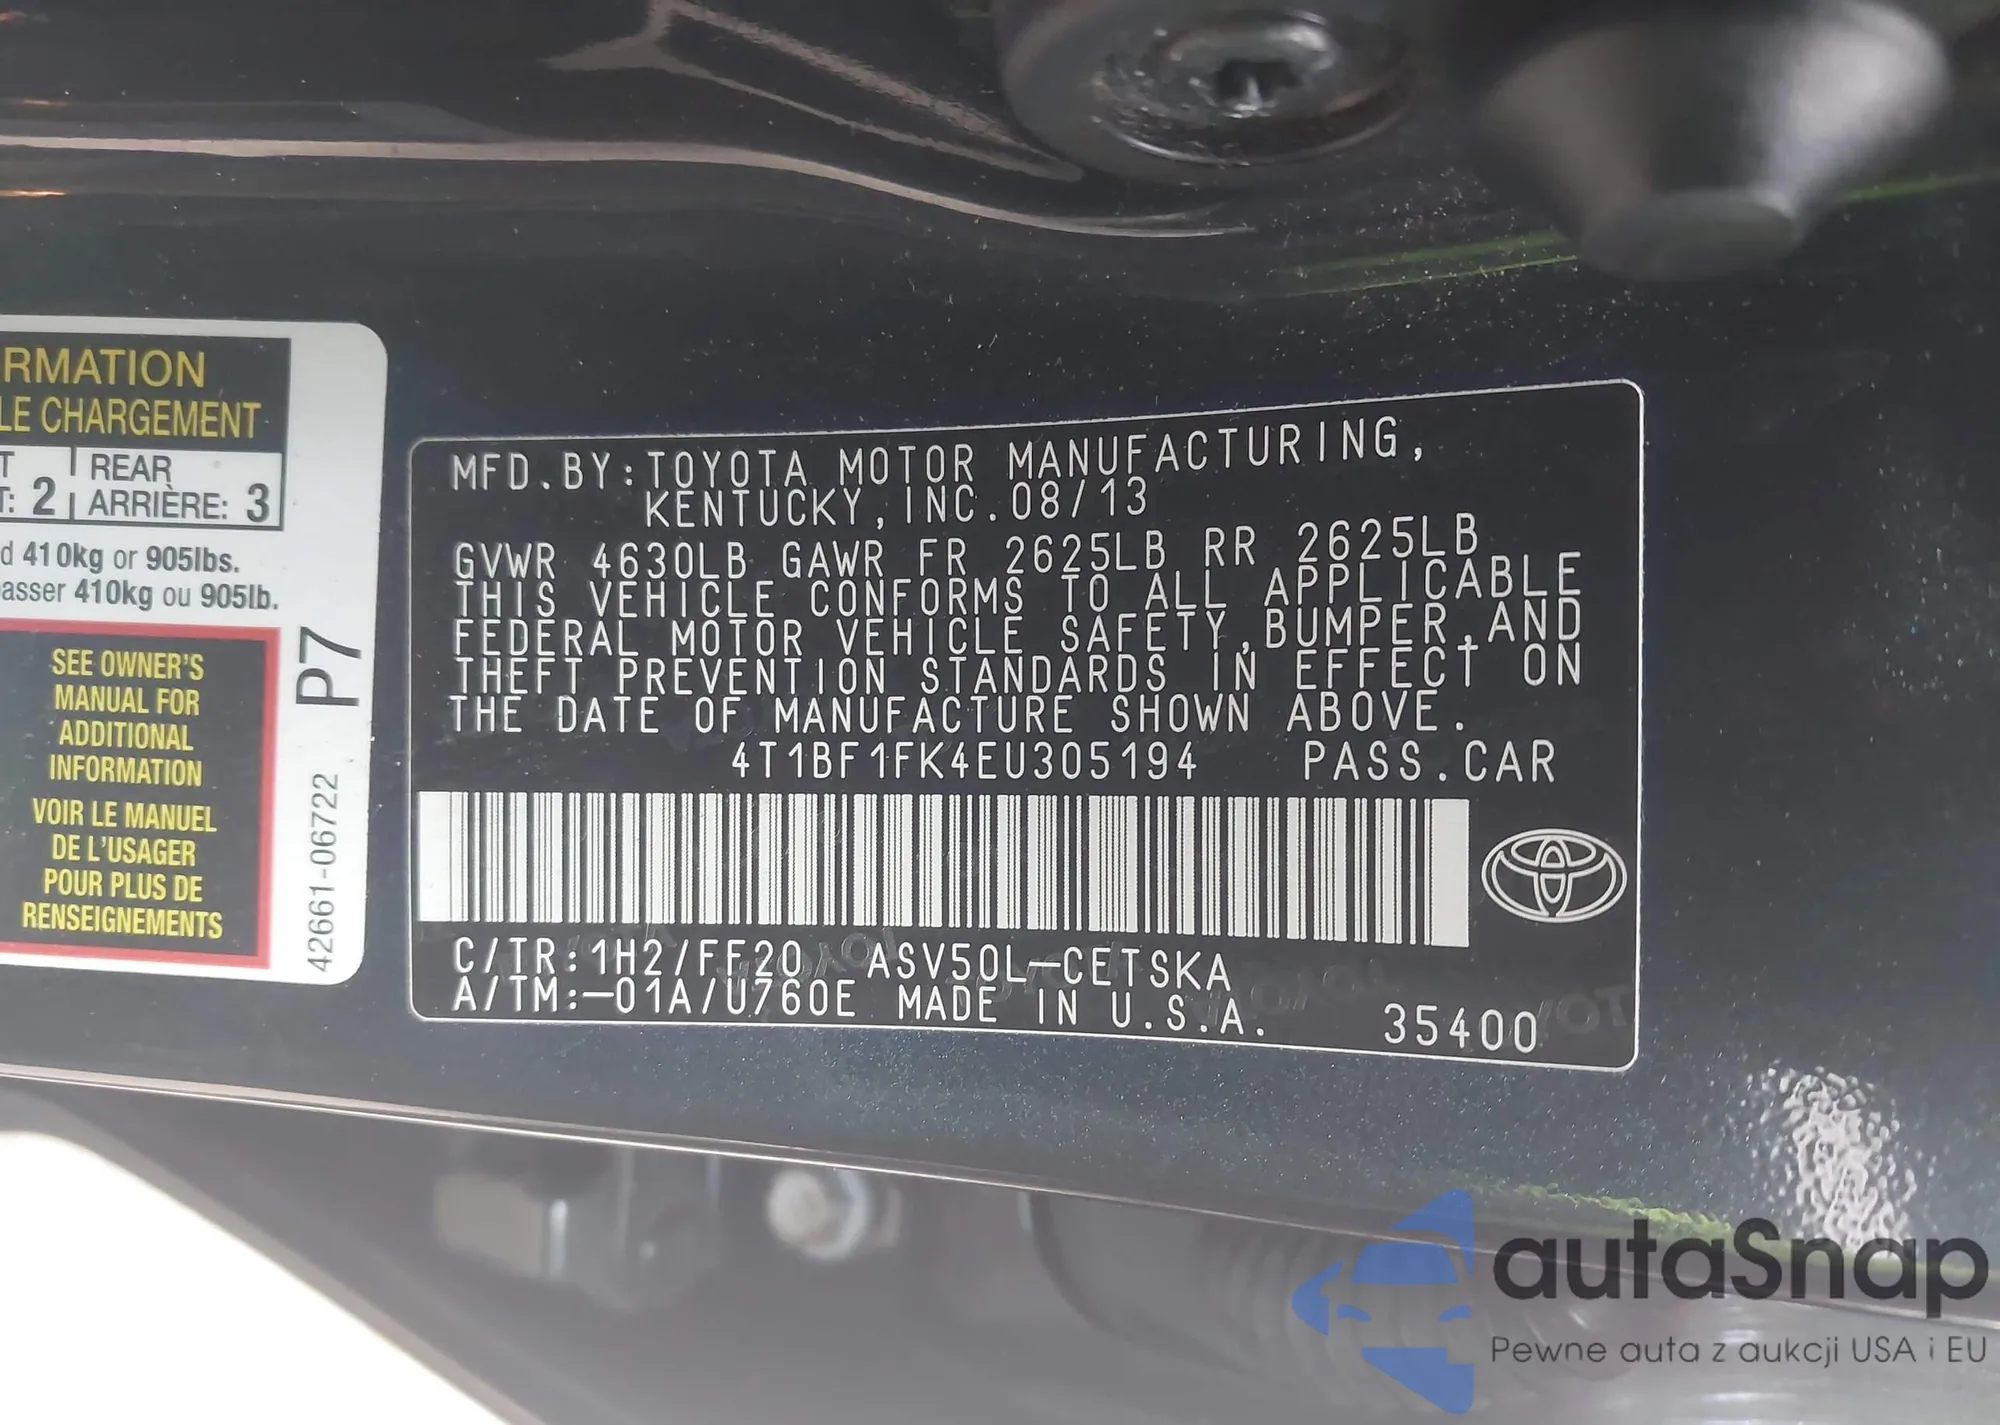 RMATION
LE CHARGEMENT
REAR
: 2 ARRIÈRE: 3
d 410kg or 905lbs.
asser 410kg ou 905lb.
SEE OWNER'S
MANUAL FOR
ADDITIONAL
INFORMATION
VOIR LE MANUEL
DE L'USAGER
POUR PLUS DE
RENSEIGNEMENTS
P7
42661-06722
MFD.BY:TOYOTA MOTOR MANUFACTURING,
KENTUCKY,INC.08/13
GVWR 4630LB GAWR FR 2625LB RR 2625LB
THIS VEHICLE CONFORMS TO ALL APPLICABLE
FEDERAL MOTOR VEHICLE SAFETY,BUMPER,AND
THEFT PREVENTION STANDARDS IN EFFECT ON
THE DATE OF MANUFACTURE SHOWN ABOVE.
4T1BF1FK4EU305194 PASS.CAR
C/TR:1H2/FF20 ASV50L-CETSKA
A/TM:-01A/U760E MADE IN U.S.A. 35400
autaSnap
Pewne auta z aukcji USA i EU